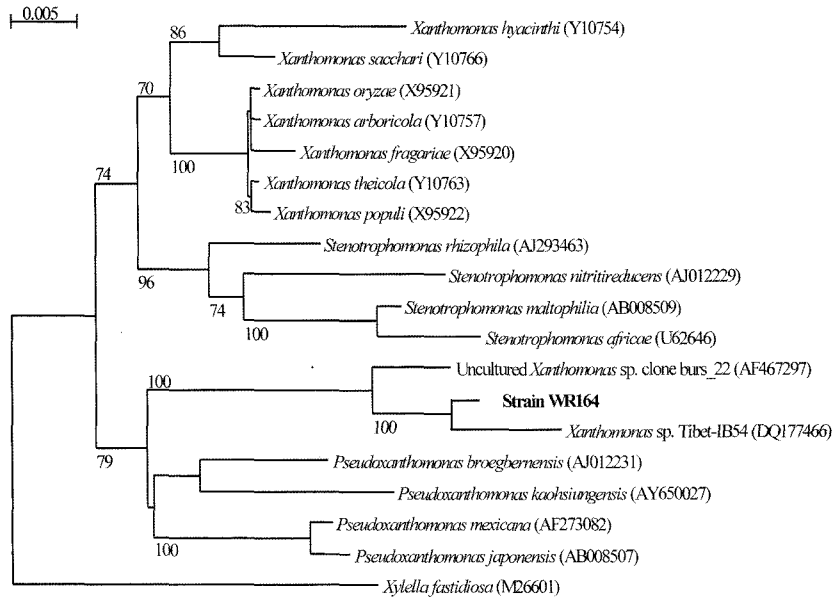 0.005
Xanthomonas hyacinthi (Y10754)
86
Xanthomonas sacchari (Y10766)
70
Xanthomonas oryzae (X95921)
Xanthomonas arboricola (Y10757)
Xanthomonas fragariae (X95920)
100
Xanthomonas theicola (Y10763)
83
Xanthomonas populi (X95922)
74
Stenotrophomonas rhizophila (AJ293463)
96
Stenotrophomonas nitritireducens (AJ012229)
74
Stenotrophomonas maltophilia (AB008509)
100
Stenotrophomonas africae (U62646)
Uncultured Xanthomonas sp. clone burs_22 (AF467297)
100
Strain WR164
100
Xanthomonas sp. Tibet-IB54 (DQ177466)
79
Pseudoxanthomonas broegbernensis (AJ012231)
Pseudoxanthomonas kaohsiungensis (AY650027)
Pseudoxanthomonas mexicana (AF273082)
100
Pseudoxanthomonas japonensis (AB008507)
Xylella fastidiosa (M26601)